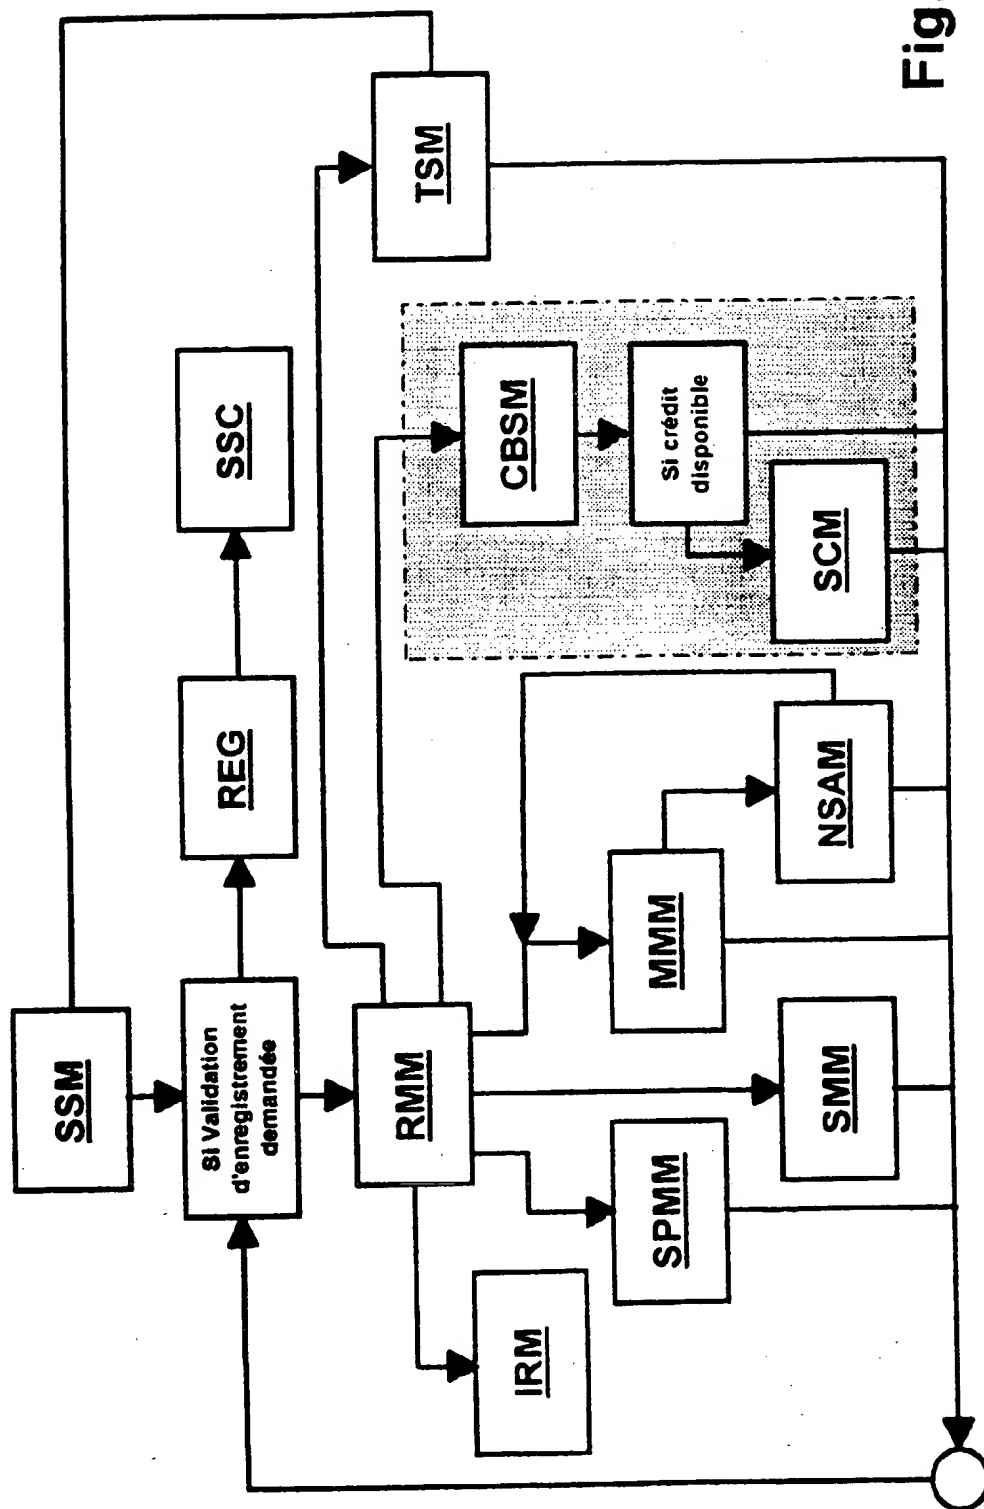 SSM
Si Validation
d'enregistrement
demandée
REG
SSC
RMM
TSM
IRM
CBSM
SPMM
MMM
Si crédit
disponible
SMM
NSAM
SCM
Fig